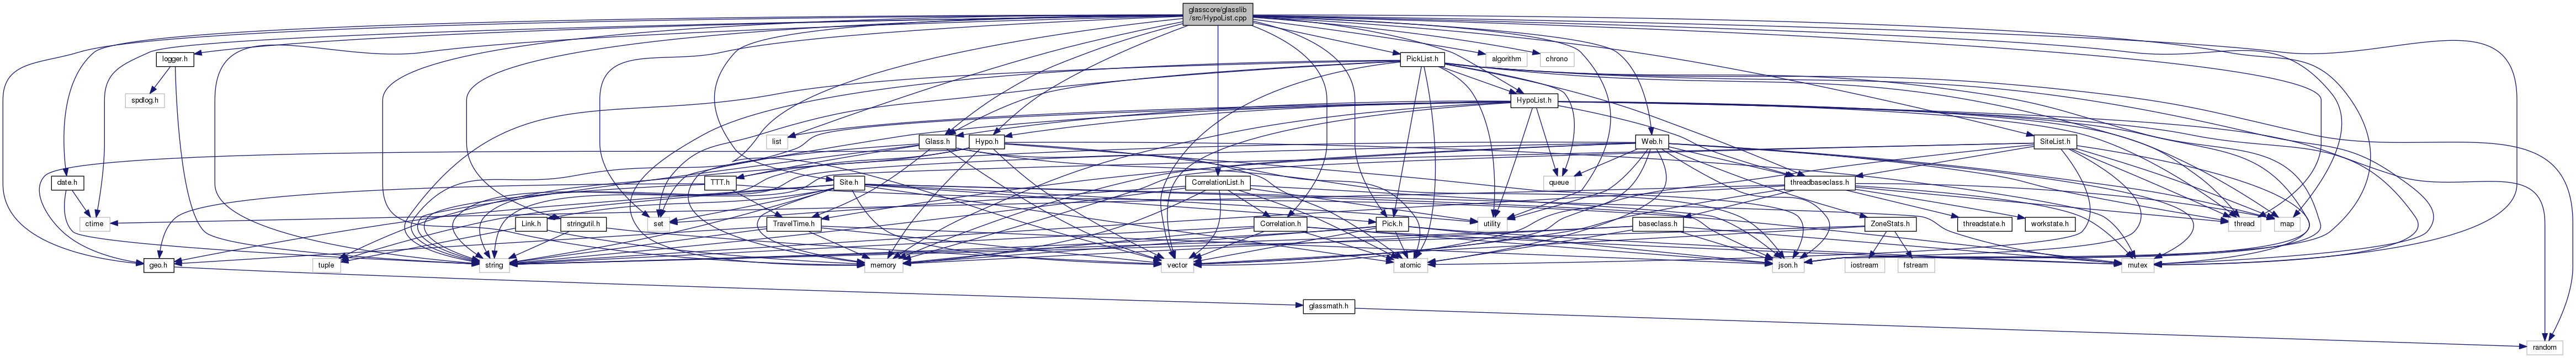 glasscore/glasslib
/src/HypoList.cpp
logger.h
PickList.h
algorithm
chrono
spdlog.h
HypoList.h
list
Glass.h
Hypo.h
Web.h
SiteList.h
date.h
TTT.h
Site.h
CorrelationList.h
queue
threadbaseclass.h
ctime
Link.h
stringutil.h
set
TravelTime.h
Correlation.h
Pick.h
utility
baseclass.h
ZoneStats.h
threadstate.h
workstate.h
thread
map
geo.h
tuple
string
memory
vector
atomic
json.h
iostream
fstream
mutex
glassmath.h
random